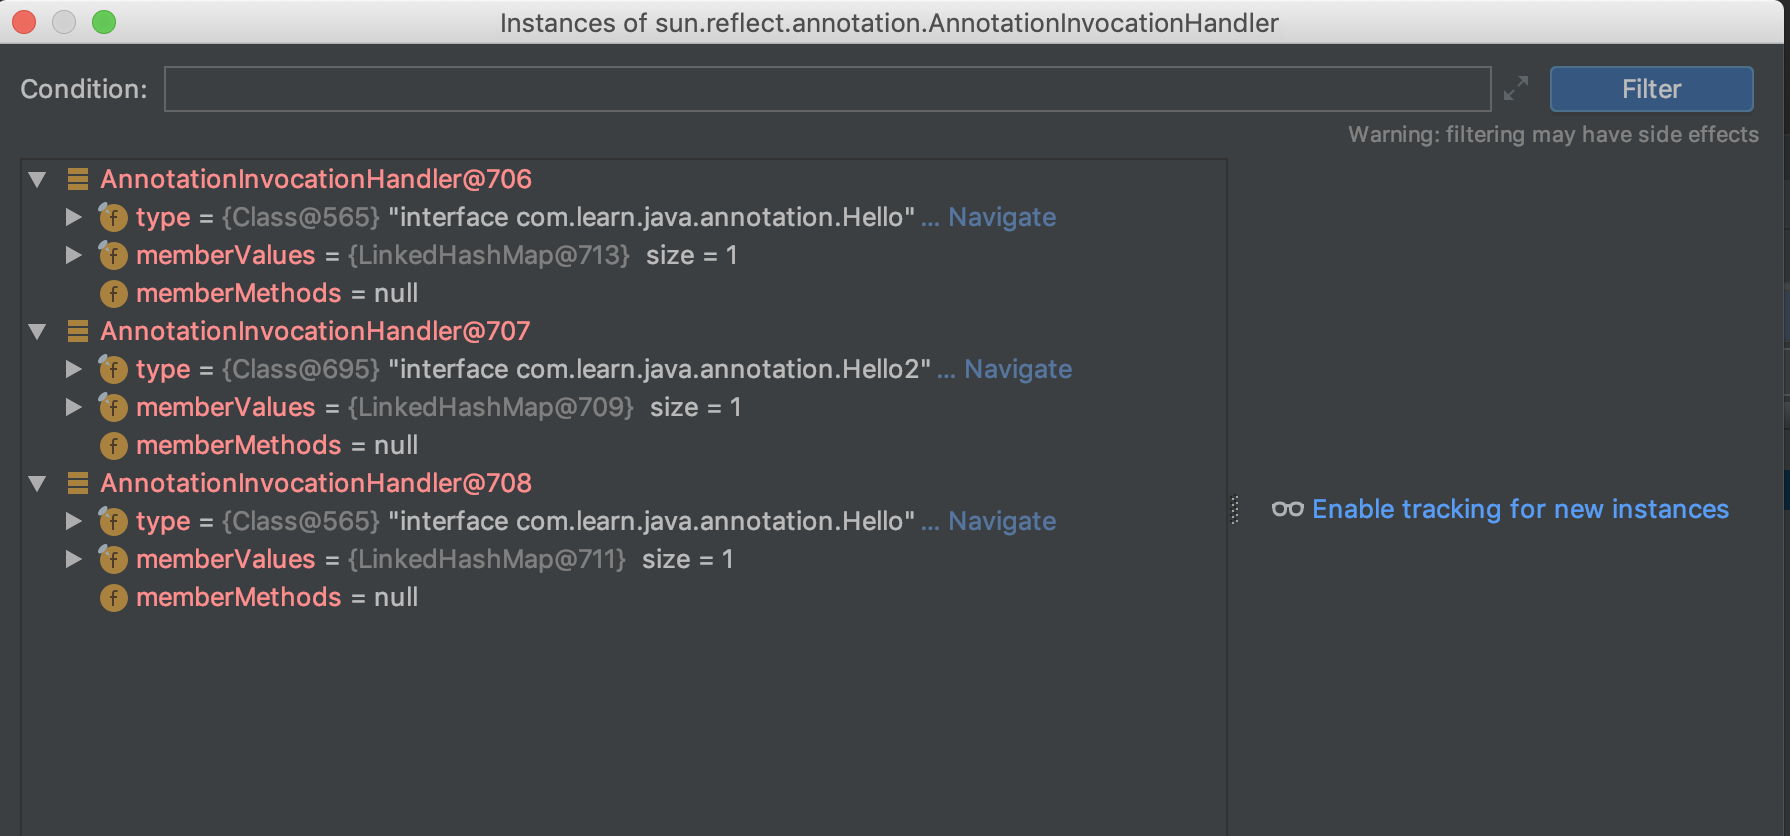 Instances of sun.reflect.annotation.AnnotationInvocationHandler
Condition:
Filter
Warning: filtering may have side effects
AnnotationInvocationHandler@706
f type = {Class@565} "interface com.learn.java.annotation.Hello" ... Navigate
f memberValues = {LinkedHashMap@713} size = 1
f memberMethods = null
AnnotationInvocationHandler@707
f type = {Class@695} "interface com.learn.java.annotation.Hello2" ... Navigate
f memberValues = {LinkedHashMap@709} size = 1
f memberMethods = null
AnnotationInvocationHandler@708
f type = {Class@565} "interface com.learn.java.annotation.Hello" ... Navigate
f memberValues = {LinkedHashMap@711} size = 1
f memberMethods = null
Enable tracking for new instances